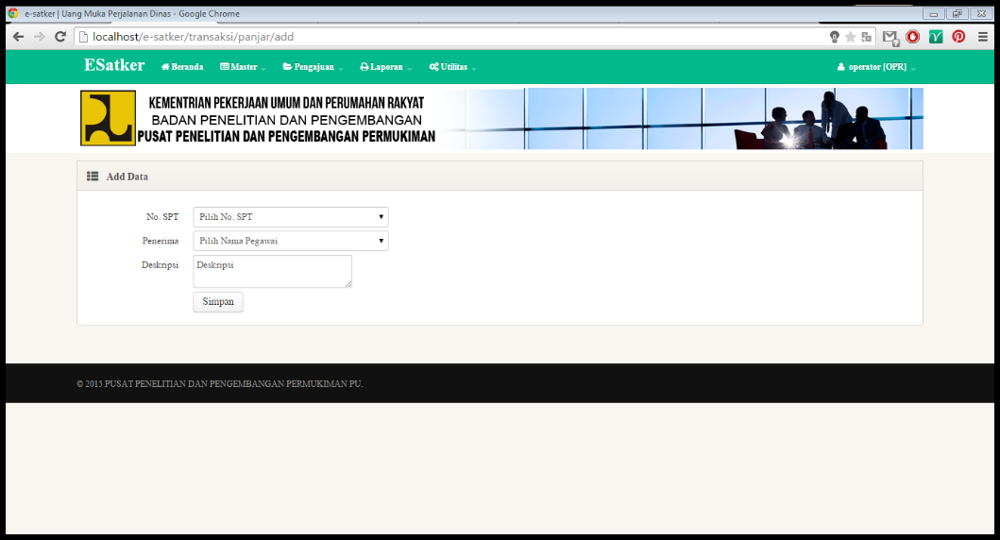 e-satker | Uang Muka Perjalanan Dinas - Google Chrome
localhost/e-satker/transaksi/panjar/add
ESatker Beranda Master Pengajuan Laporan Utilitas operator [OPR]
KEMENTRIAN PEKERJAAN UMUM DAN PERUMAHAN RAKYAT
BADAN PENELITIAN DAN PENGEMBANGAN
PUSAT PENELITIAN DAN PENGEMBANGAN PERMUKIMAN
Add Data
No. SPT Pilih No. SPT
Penerima Pilih Nama Pegawai
Deskripsi Deskripsi
Simpan
© 2015 PUSAT PENELITIAN DAN PENGEMBANGAN PERMUKIMAN PU.